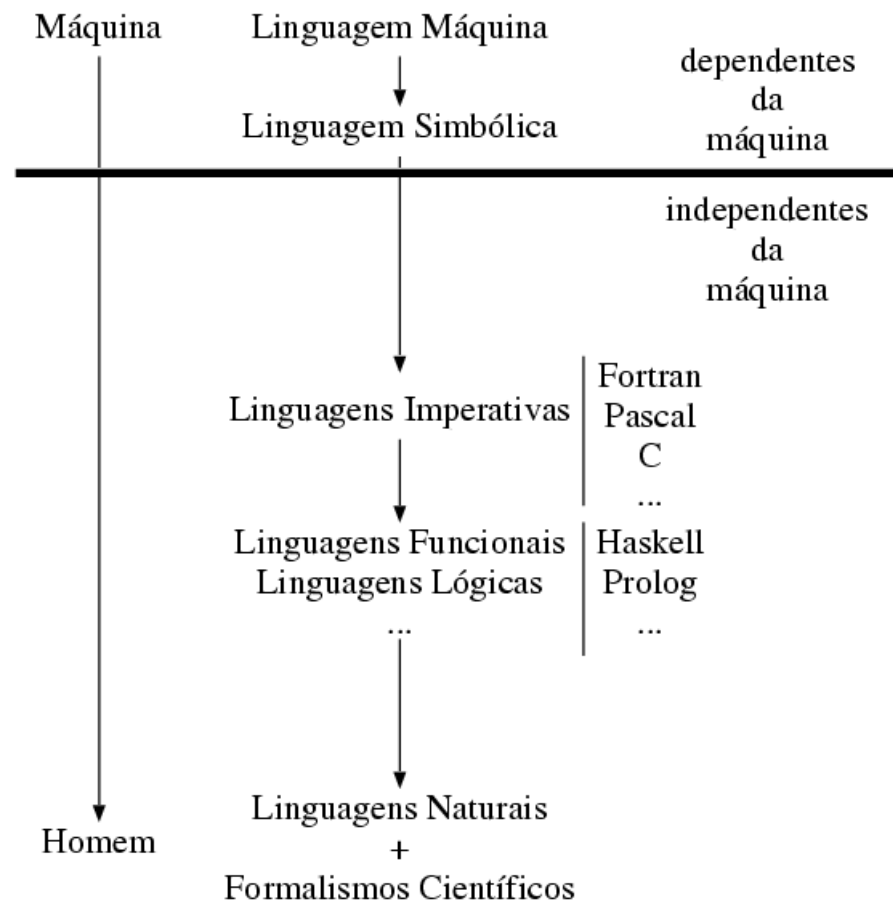 Máquina
Linguagem Máquina
dependentes
da
máquina
Linguagem Simbólica
independentes
da
máquina
Linguagens Imperativas
Fortran
Pascal
C
...
Linguagens Funcionais
Linguagens Lógicas
...
Haskell
Prolog
...
Homem
Linguagens Naturais
+
Formalismos Científicos